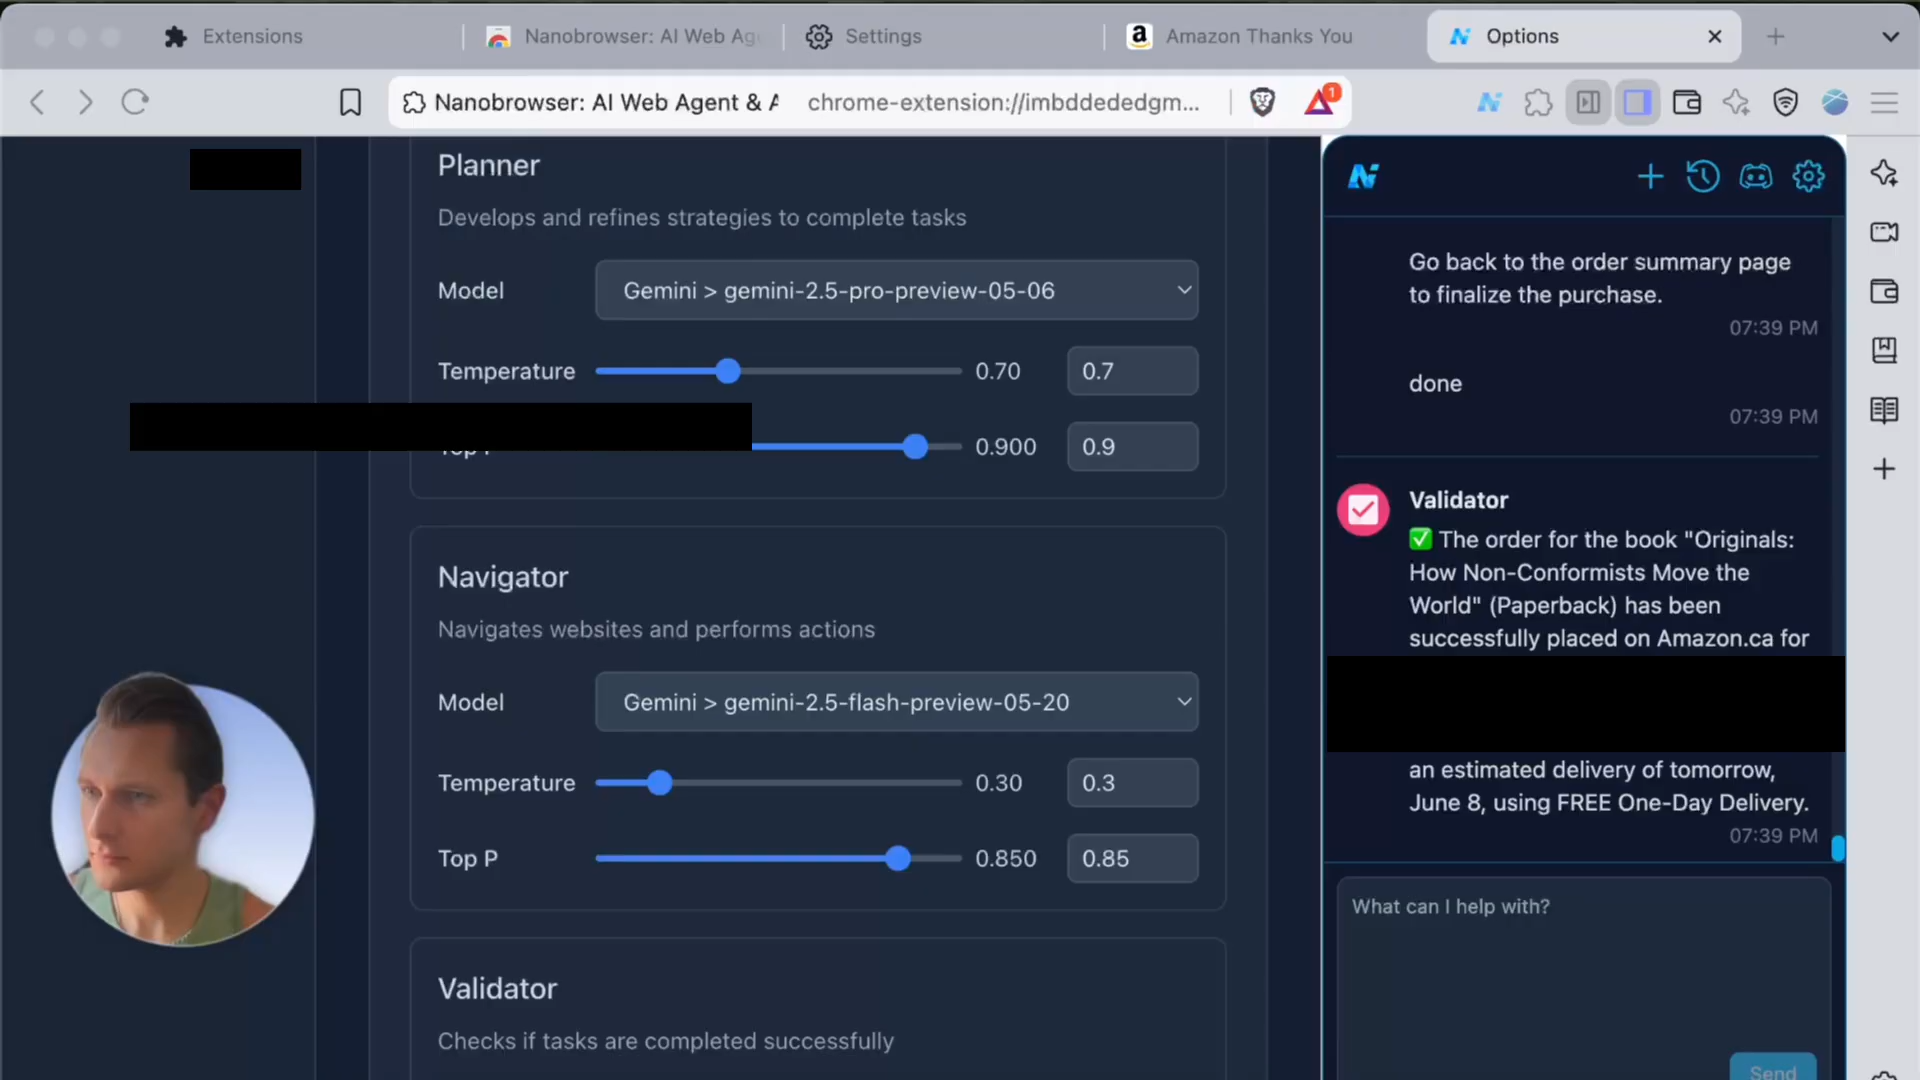 Extensions
Nanobrowser: AI Web Ag
Settings
Amazon Thanks You
Options
Nanobrowser: AI Web Agent & A
chrome-extension://imbddededgm...
1
Planner
Develops and refines strategies to complete tasks
Model
Gemini > gemini-2.5-pro-preview-05-06
Temperature
0.70
0.7
0.900
0.9
Navigator
Navigates websites and performs actions
Model
Gemini > gemini-2.5-flash-preview-05-20
Temperature
0.30
0.3
Top P
0.850
0.85
Validator
Checks if tasks are completed successfully
Go back to the order summary page
to finalize the purchase.
07:39 PM
done
07:39 PM
Validator
✅ The order for the book "Originals:
How Non-Conformists Move the
World" (Paperback) has been
successfully placed on Amazon.ca for
an estimated delivery of tomorrow,
June 8, using FREE One-Day Delivery.
07:39 PM
What can I help with?
Send